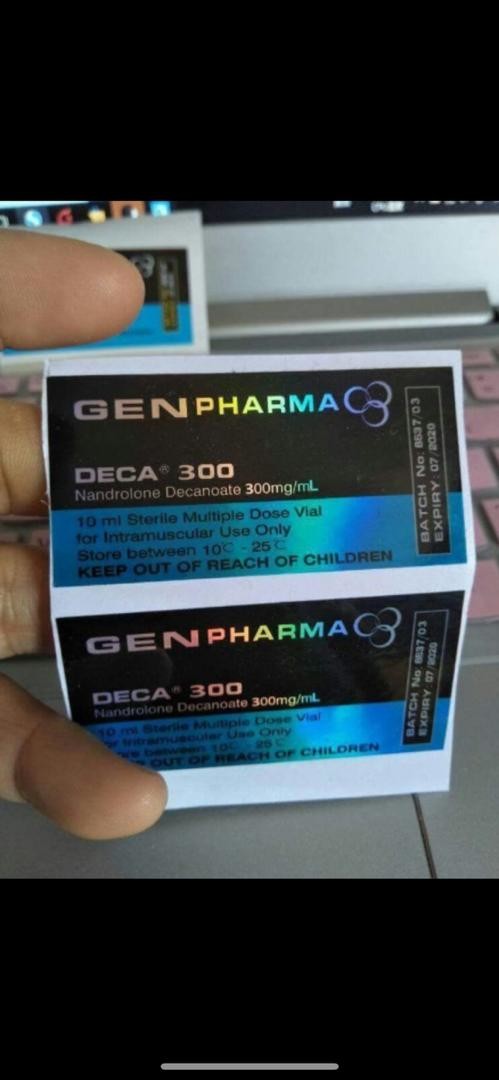 GENPHARMA
DECA® 300
Nandrolone Decanoate 300mg/mL
10 ml Sterile Multiple Dose Vial
for Intramuscular Use Only
Store between 10℃ - 25℃
KEEP OUT OF REACH OF CHILDREN
BATCH No: 8637/03
EXPIRY: 07/2020
GENPHARMA
DECA® 300
Nandrolone Decanoate 300mg/mL
10 ml Sterile Multiple Dose Vial
Intramuscular Use Only
between 10℃ - 25℃
OUT OF REACH OF CHILDREN
BATCH No: 8637/03
EXPIRY: 07/2020